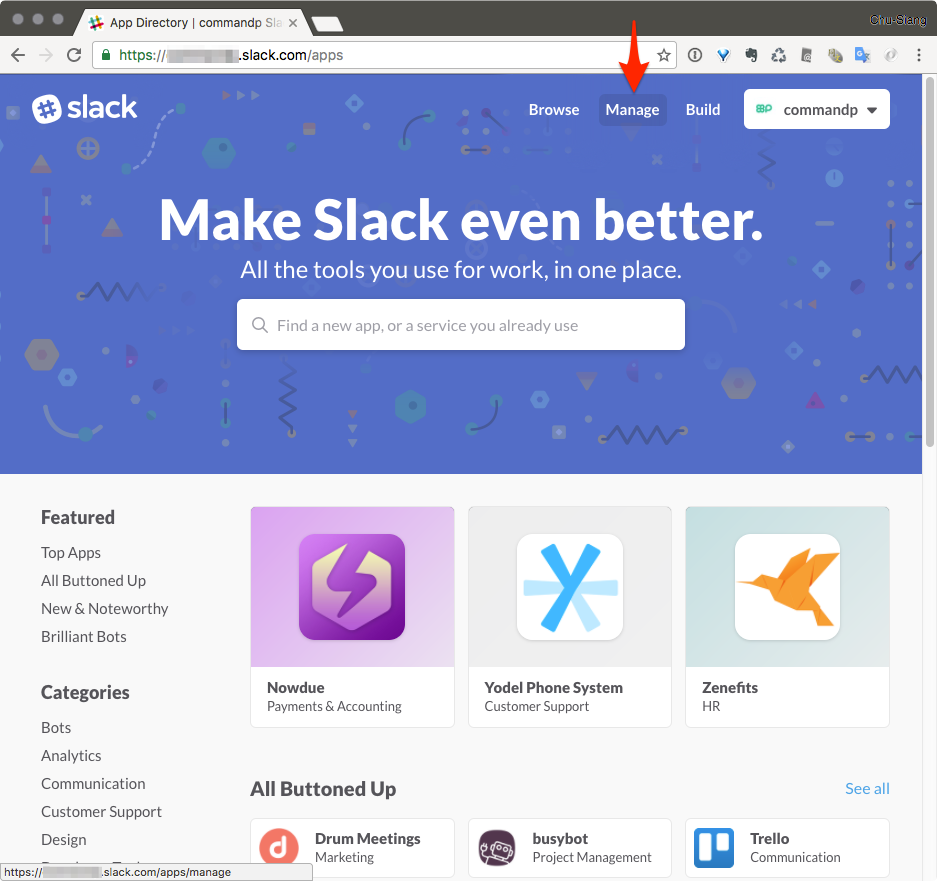 App Directory | commandp Sla
Chu-Siang
https://.slack.com/apps
slack
Browse
Manage
Build
commandp
Make Slack even better.
All the tools you use for work, in one place.
Find a new app, or a service you already use
Featured
Top Apps
All Buttoned Up
New & Noteworthy
Brilliant Bots
Categories
Bots
Analytics
Communication
Customer Support
Design
Nowdue
Payments & Accounting
Yodel Phone System
Customer Support
Zenefits
HR
All Buttoned Up
See all
Drum Meetings
Marketing
busybot
Project Management
Trello
Communication
https://.slack.com/apps/manage